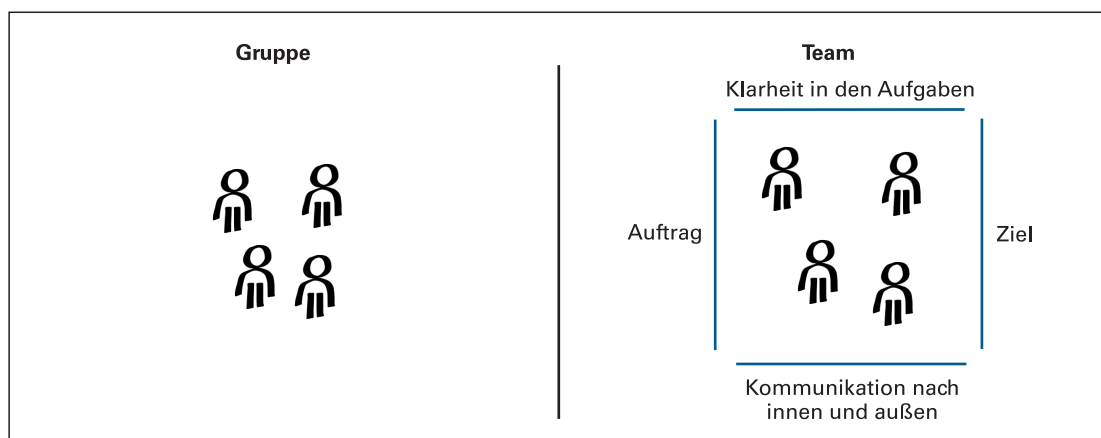 Gruppe
Team
Klarheit in den Aufgaben
Auftrag
Ziel
Kommunikation nach
innen und außen